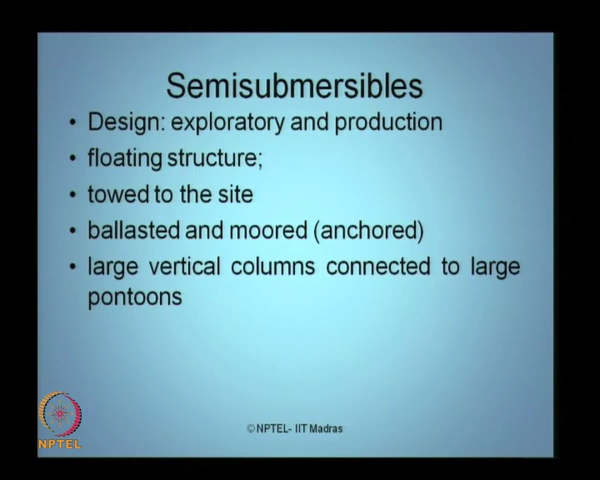 Semisubmersibles
• Design: exploratory and production
• floating structure;
• towed to the site
• ballasted and moored (anchored)
• large vertical columns connected to large
pontoons
© NPTEL- IIT Madras
NPTEL